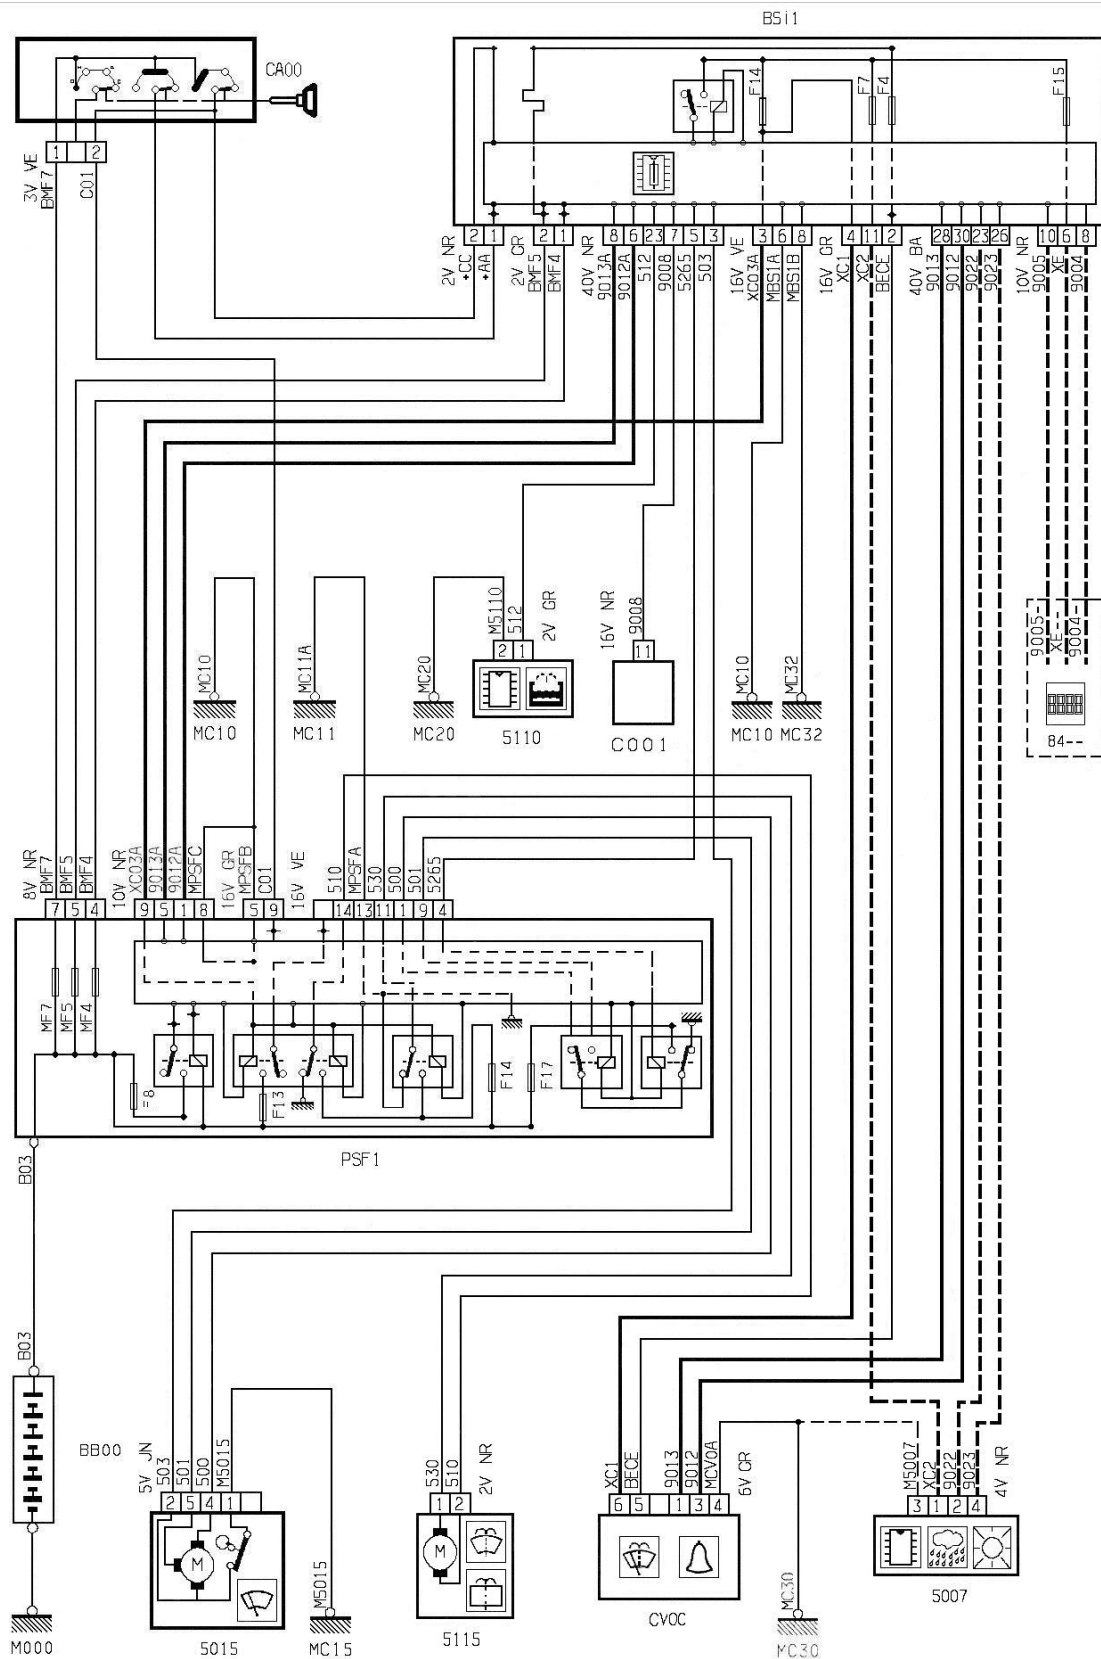 BSi1
CA00
F14
F7
F4
F15
1
2
3V VE
BMF7
C01
2
1
2
1
8
6
23
7
5
3
3
6
8
4
11
2
28
30
23
26
10
6
8
2V NR
+CC
+AA
2V GR
BMF5
BMF4
40V NR
9013A
9012A
512
9008
5265
503
16V VE
XC03A
MBS1A
MBS1B
16V GR
XC1
XC2
BECE
40V BA
9013
9012
9022
9023
10V NR
9005
XE
9004
9005-
XE---
9004-
84--
MC10
MC10
MC11A
MC11
MC20
MC20
M5110
512
2V GR
2
1
5110
16V NR
9008
11
C001
MC10
MC10
MC32
MC32
8V NR
BMF7
BMF5
BMF4
10V NR
XC03A
9013A
9012A
MPSFC
16V GR
MPSFB
C01
16V VE
510
MPSFA
530
500
501
5265
7
5
4
9
5
1
8
5
9
14
13
11
1
9
4
MF7
MF5
MF4
=8
F13
F14
F17
PSF1
B03
B03
BB00
M000
5V JN
503
501
500
M5015
2
5
4
1
M
5015
M5015
MC15
530
510
2V NR
1
2
M
5115
XC1
BECE
9013
9012
MCV0A
6V GR
6
5
1
3
4
CV0C
MC30
MC30
M5007
XC2
9022
9023
4V NR
3
1
2
4
5007